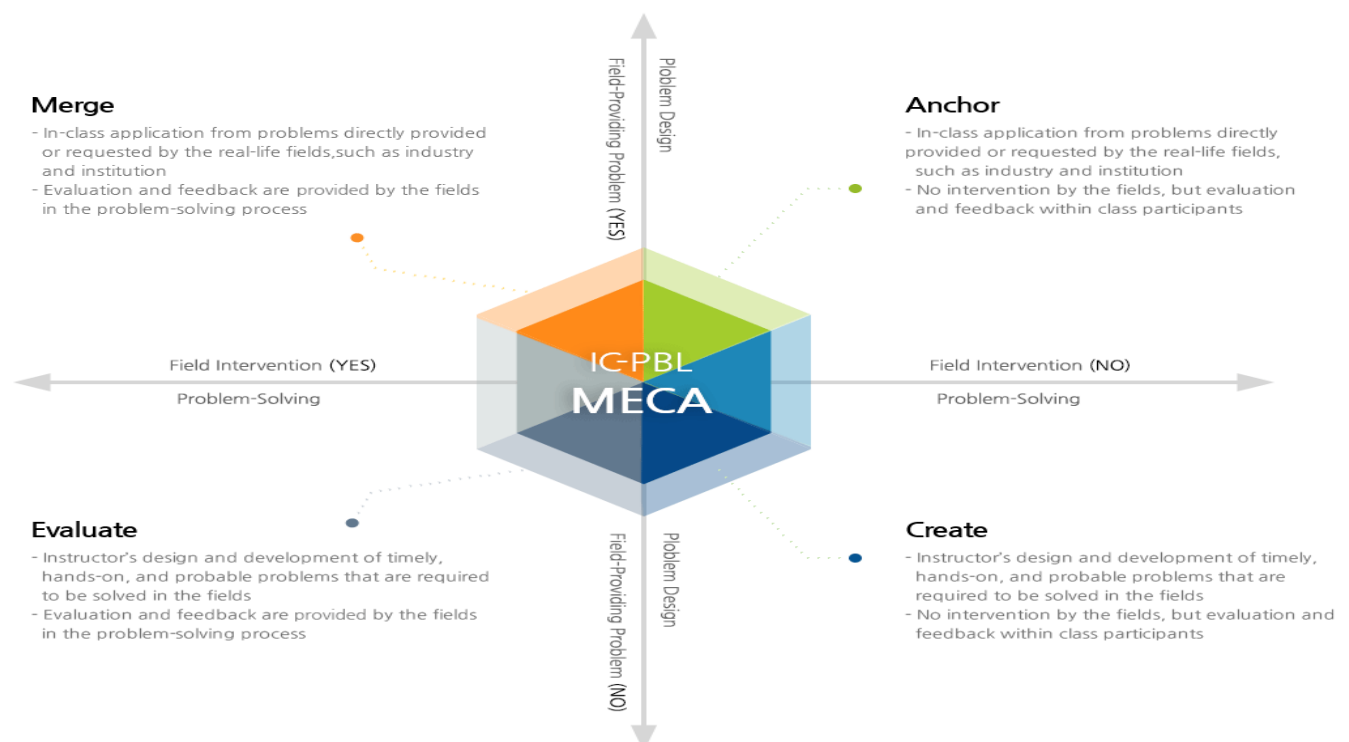 Field-Providing Problem (YES)
Ploblem Design
Merge
- In-class application from problems directly provided
or requested by the real-life fields,such as industry
and institution
- Evaluation and feedback are provided by the fields
in the problem-solving process
Anchor
- In-class application from problems directly
provided or requested by the real-life fields,
such as industry and institution
- No intervention by the fields, but evaluation
and feedback within class participants
Field Intervention (YES)
Problem-Solving
IC-PBL
MECA
Field Intervention (NO)
Problem-Solving
Evaluate
- Instructor's design and development of timely,
hands-on, and probable problems that are required
to be solved in the fields
- Evaluation and feedback are provided by the fields
in the problem-solving process
Field-Providing Problem (NO)
Ploblem Design
Create
- Instructor's design and development of timely,
hands-on, and probable problems that are
required to be solved in the fields
- No intervention by the fields, but evaluation and
feedback within class participants